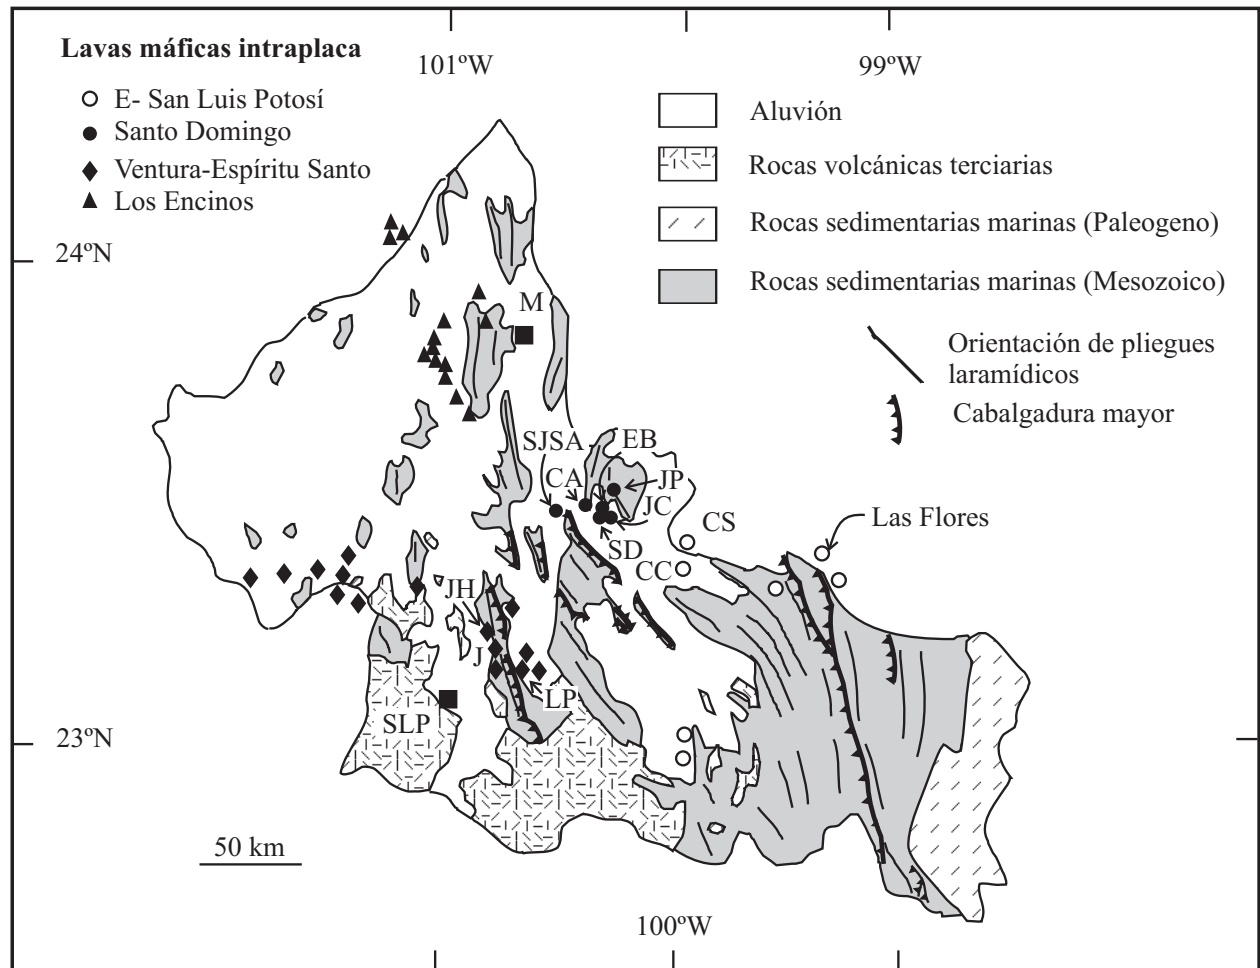 Lavas máficas intraplaca
E- San Luis Potosí
Santo Domingo
Ventura-Espíritu Santo
Los Encinos
101ºW
99ºW
Aluvión
Rocas volcánicas terciarias
Rocas sedimentarias marinas (Paleogeno)
Rocas sedimentarias marinas (Mesozoico)
Orientación de pliegues
laramídicos
Cabalgadura mayor
24ºN
M
SJSA
EB
CA
JP
JC
SD
CS
Las Flores
CC
JH
J
LP
SLP
23ºN
50 km
100ºW